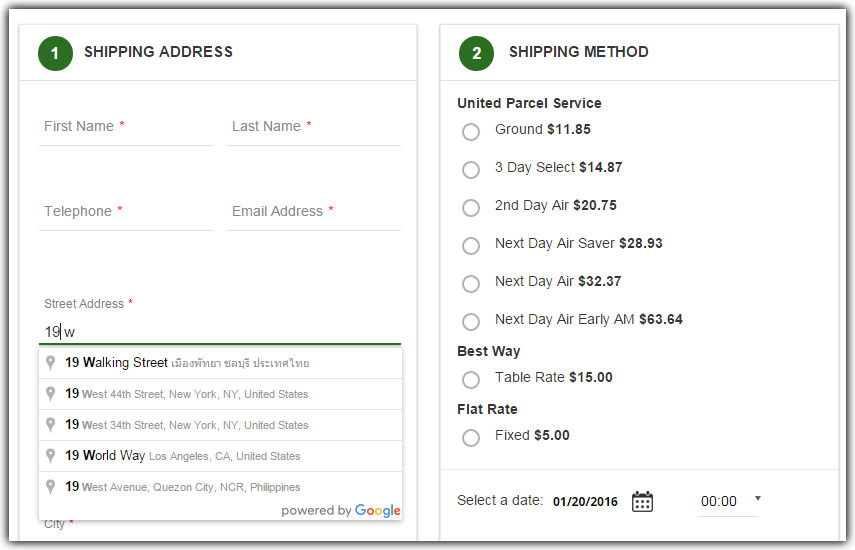 1 SHIPPING ADDRESS
First Name *
Last Name *
Telephone *
Email Address *
Street Address *
19 w
19 Walking Street เมืองพัทยา ชลบุรี ประเทศไทย
19 West 44th Street, New York, NY, United States
19 West 34th Street, New York, NY, United States
19 World Way Los Angeles, CA, United States
19 West Avenue, Quezon City, NCR, Philippines
powered by Google
City *
2 SHIPPING METHOD
United Parcel Service
Ground $11.85
3 Day Select $14.87
2nd Day Air $20.75
Next Day Air Saver $28.93
Next Day Air $32.37
Next Day Air Early AM $63.64
Best Way
Table Rate $15.00
Flat Rate
Fixed $5.00
Select a date: 01/20/2016 00:00